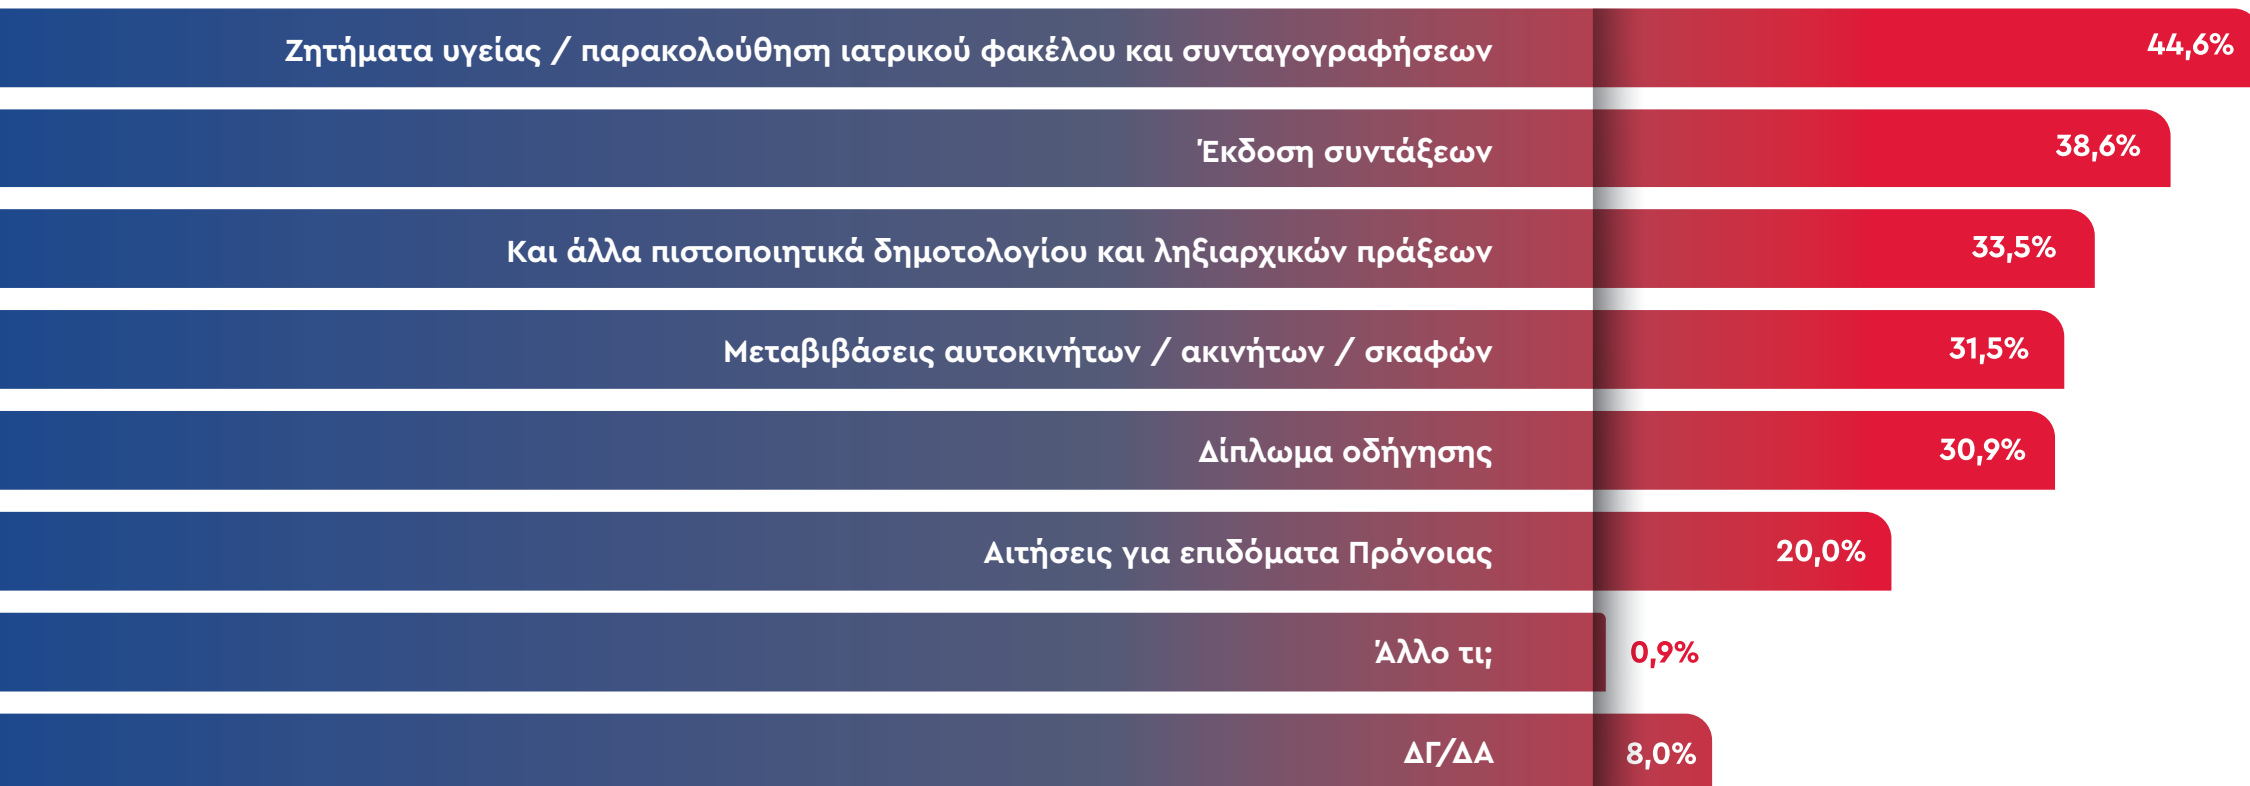 Ζητήματα υγείας / παρακολούθηση ιατρικού φακέλου και συνταγογραφήσεων 44,6%
Έκδοση συντάξεων 38,6%
Και άλλα πιστοποιητικά δημοτολογίου και ληξιαρχικών πράξεων 33,5%
Μεταβιβάσεις αυτοκινήτων / ακινήτων / σκαφών 31,5%
Δίπλωμα οδήγησης 30,9%
Αιτήσεις για επιδόματα Πρόνοιας 20,0%
Άλλο τι; 0,9%
ΔΓ/ΔΑ 8,0%